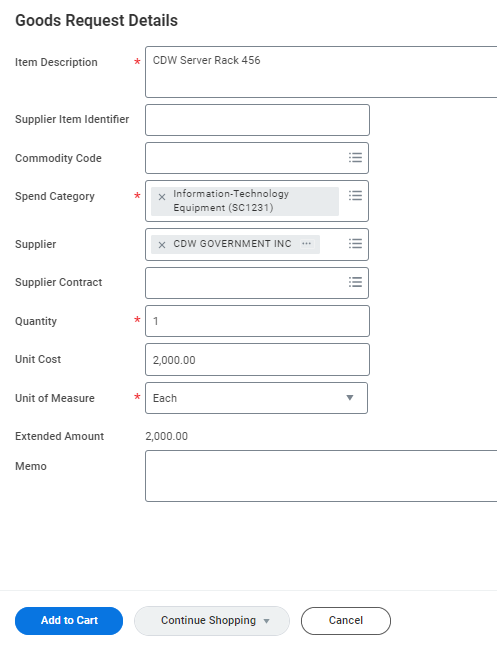 Goods Request Details
Item Description * CDW Server Rack 456
Supplier Item Identifier
Commodity Code
Spend Category * × Information-Technology
Equipment (SC1231)
Supplier × CDW GOVERNMENT INC ···
Supplier Contract
Quantity * 1
Unit Cost 2,000.00
Unit of Measure * Each
Extended Amount 2,000.00
Memo
Add to Cart Continue Shopping Cancel